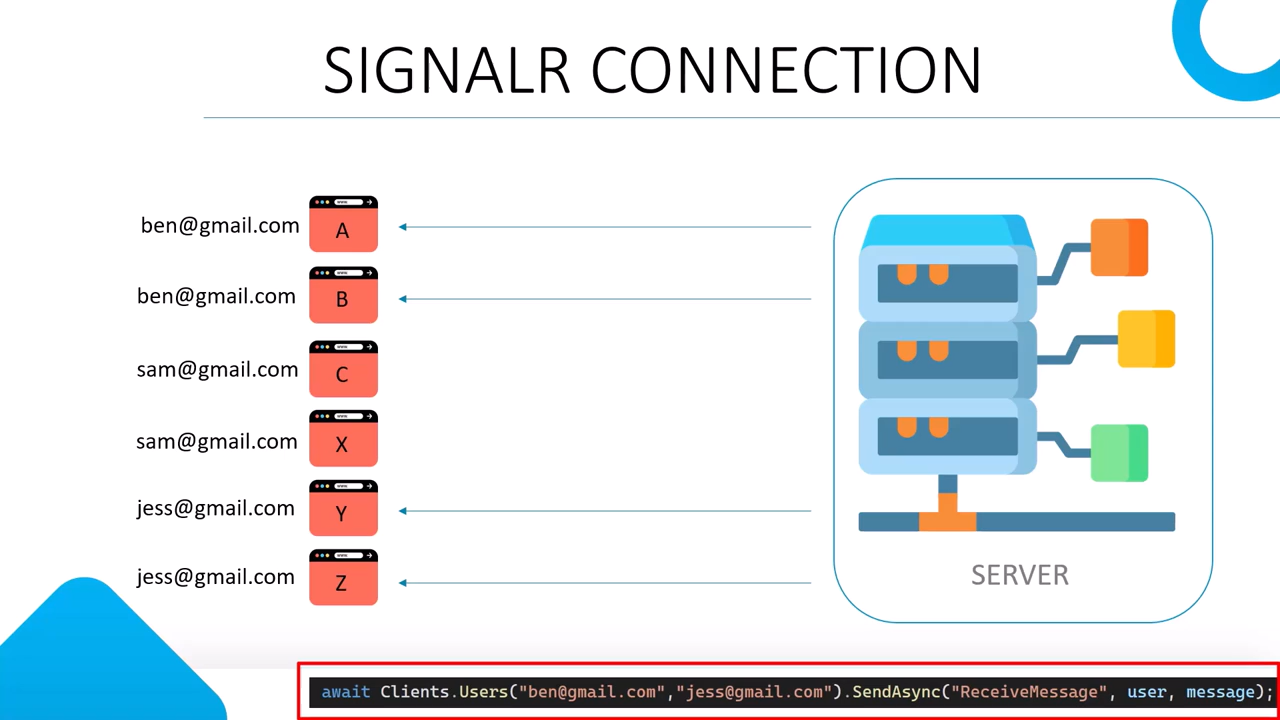 SIGNALR CONNECTION
ben@gmail.com
A
ben@gmail.com
B
sam@gmail.com
C
sam@gmail.com
X
jess@gmail.com
Y
jess@gmail.com
Z
SERVER
await Clients.Users("ben@gmail.com","jess@gmail.com").SendAsync("ReceiveMessage", user, message);